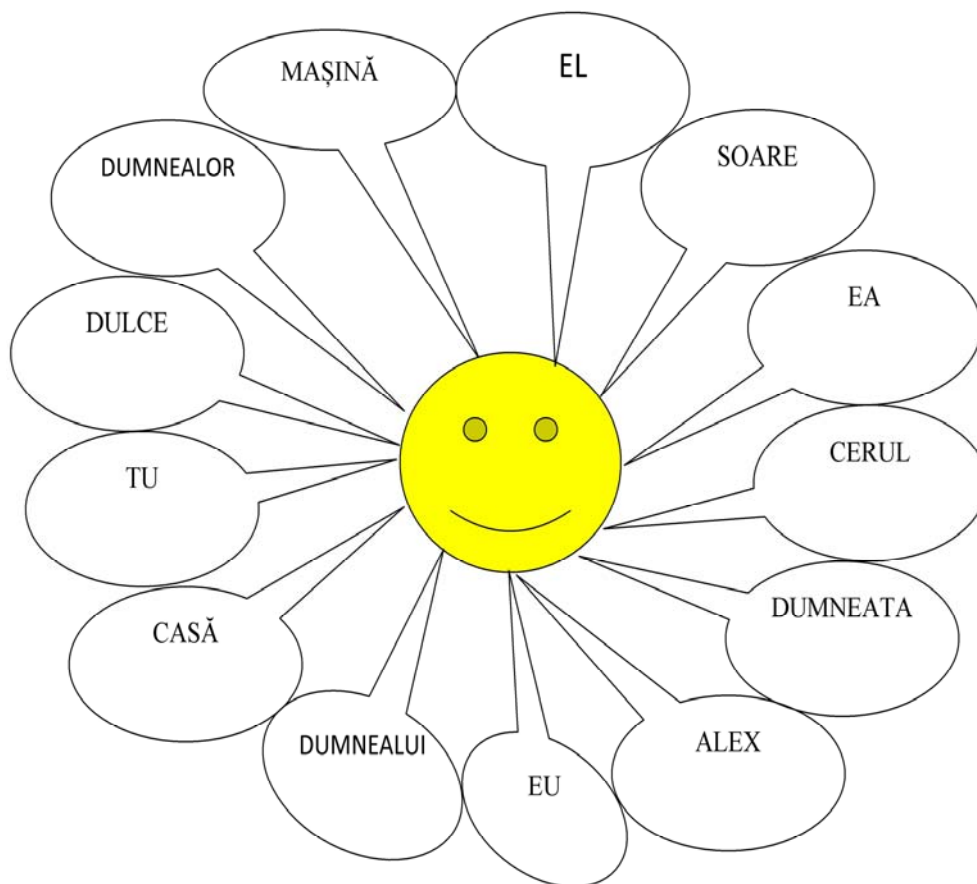 MAȘINĂ
EL
SOARE
DUMNEALOR
EA
DULCE
CERUL
TU
DUMNEATA
CASĂ
ALEX
DUMNEALUI
EU